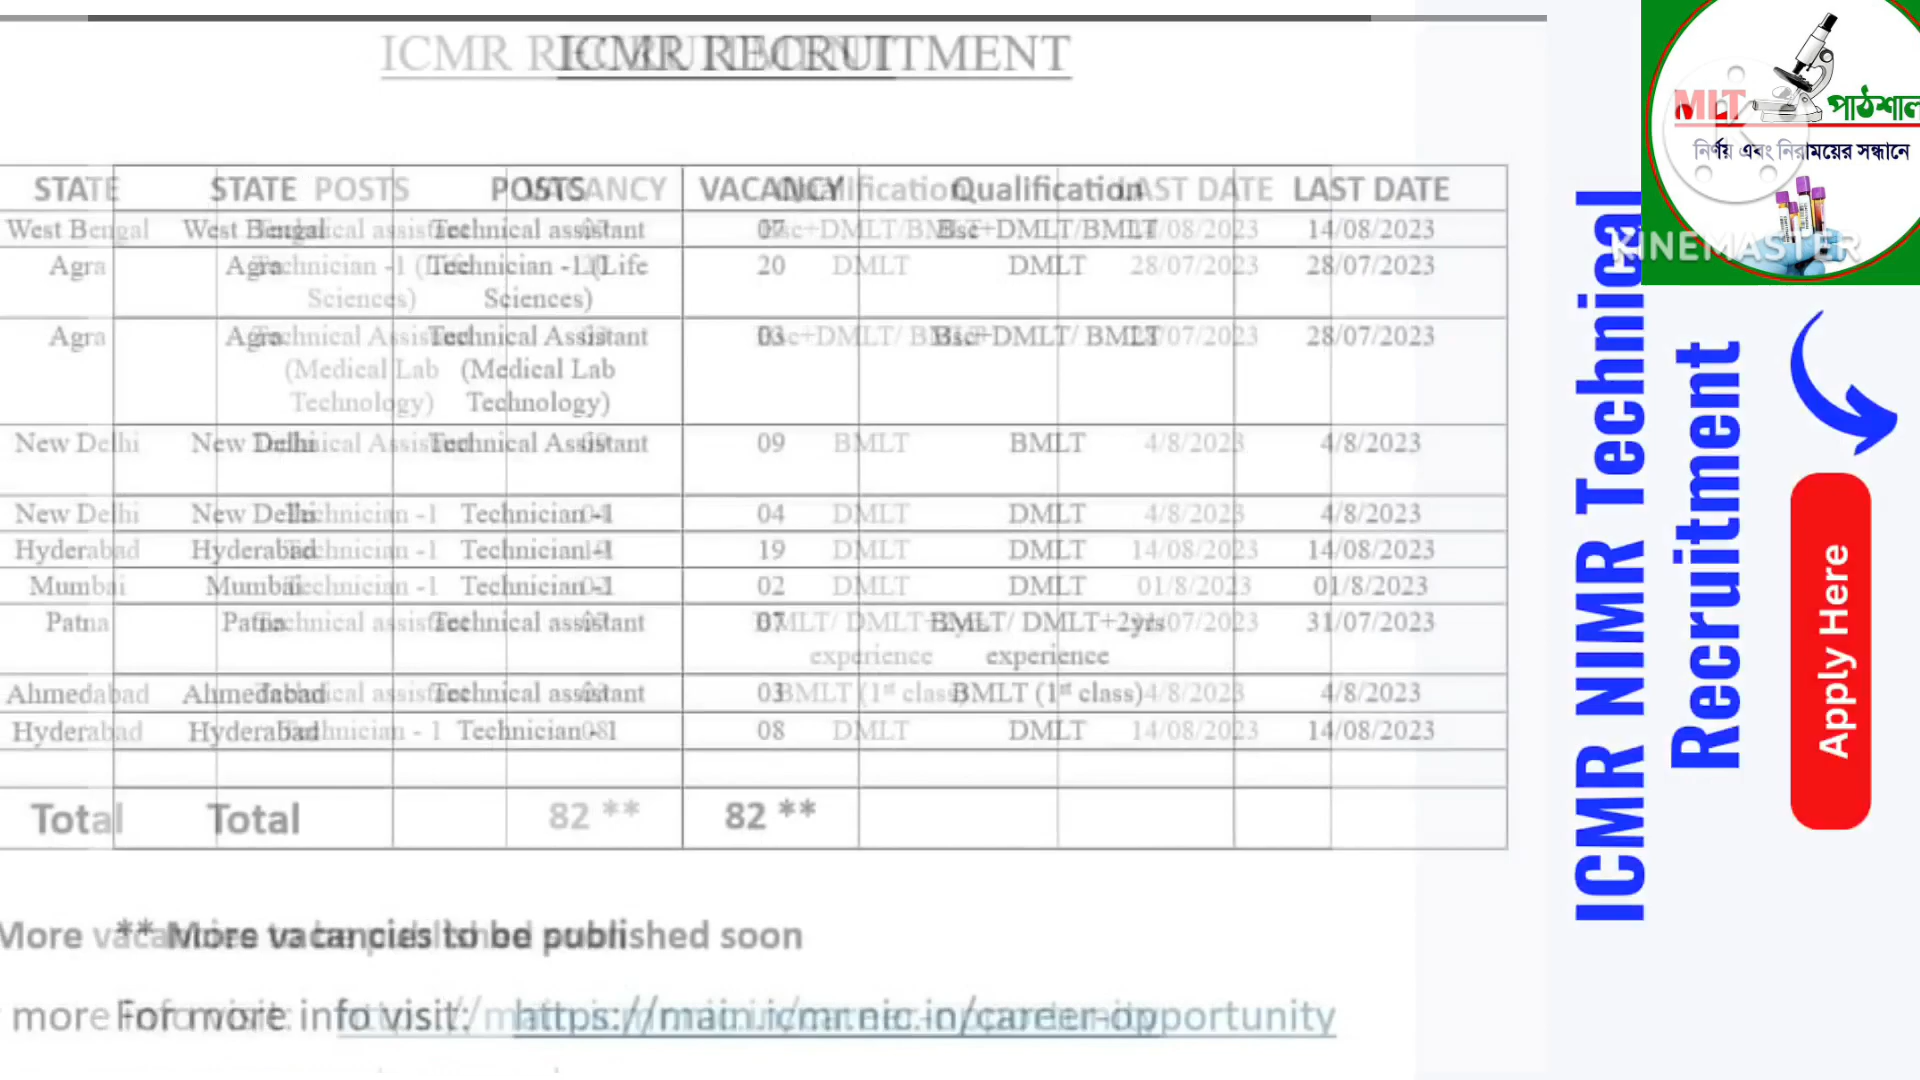 ICMR RECRUITMENT
STATE POSTS VACANCY Qualification LAST DATE
West Bengal Technical assistant 07 Bsc+DMLT/BMLT 14/08/2023
Agra Technician -1 (Life Sciences) 20 DMLT 28/07/2023
Agra Technical Assistant (Medical Lab Technology) 03 Bsc+DMLT/ BMLT 28/07/2023
New Delhi Technical Assistant 09 BMLT 4/8/2023
New Delhi Technician -1 04 DMLT 4/8/2023
Hyderabad Technician -1 19 DMLT 14/08/2023
Mumbai Technician -1 02 DMLT 01/8/2023
Patna Technical assistant 07 BMLT/ DMLT+2yrs experience 31/07/2023
Ahmedabad Technical assistant 03 BMLT (1st class) 4/8/2023
Hyderabad Technician - 1 08 DMLT 14/08/2023
Total 82 **
** More vacancies to be published soon
For more info visit: https://main.icmr.nic.in/career-opportunity
ICMR NIMR Technical
Recruitment
Apply Here
MLT পাঠশাল
নির্ণয় এবং নিরাময়ের সন্ধানে
KINEMASTER